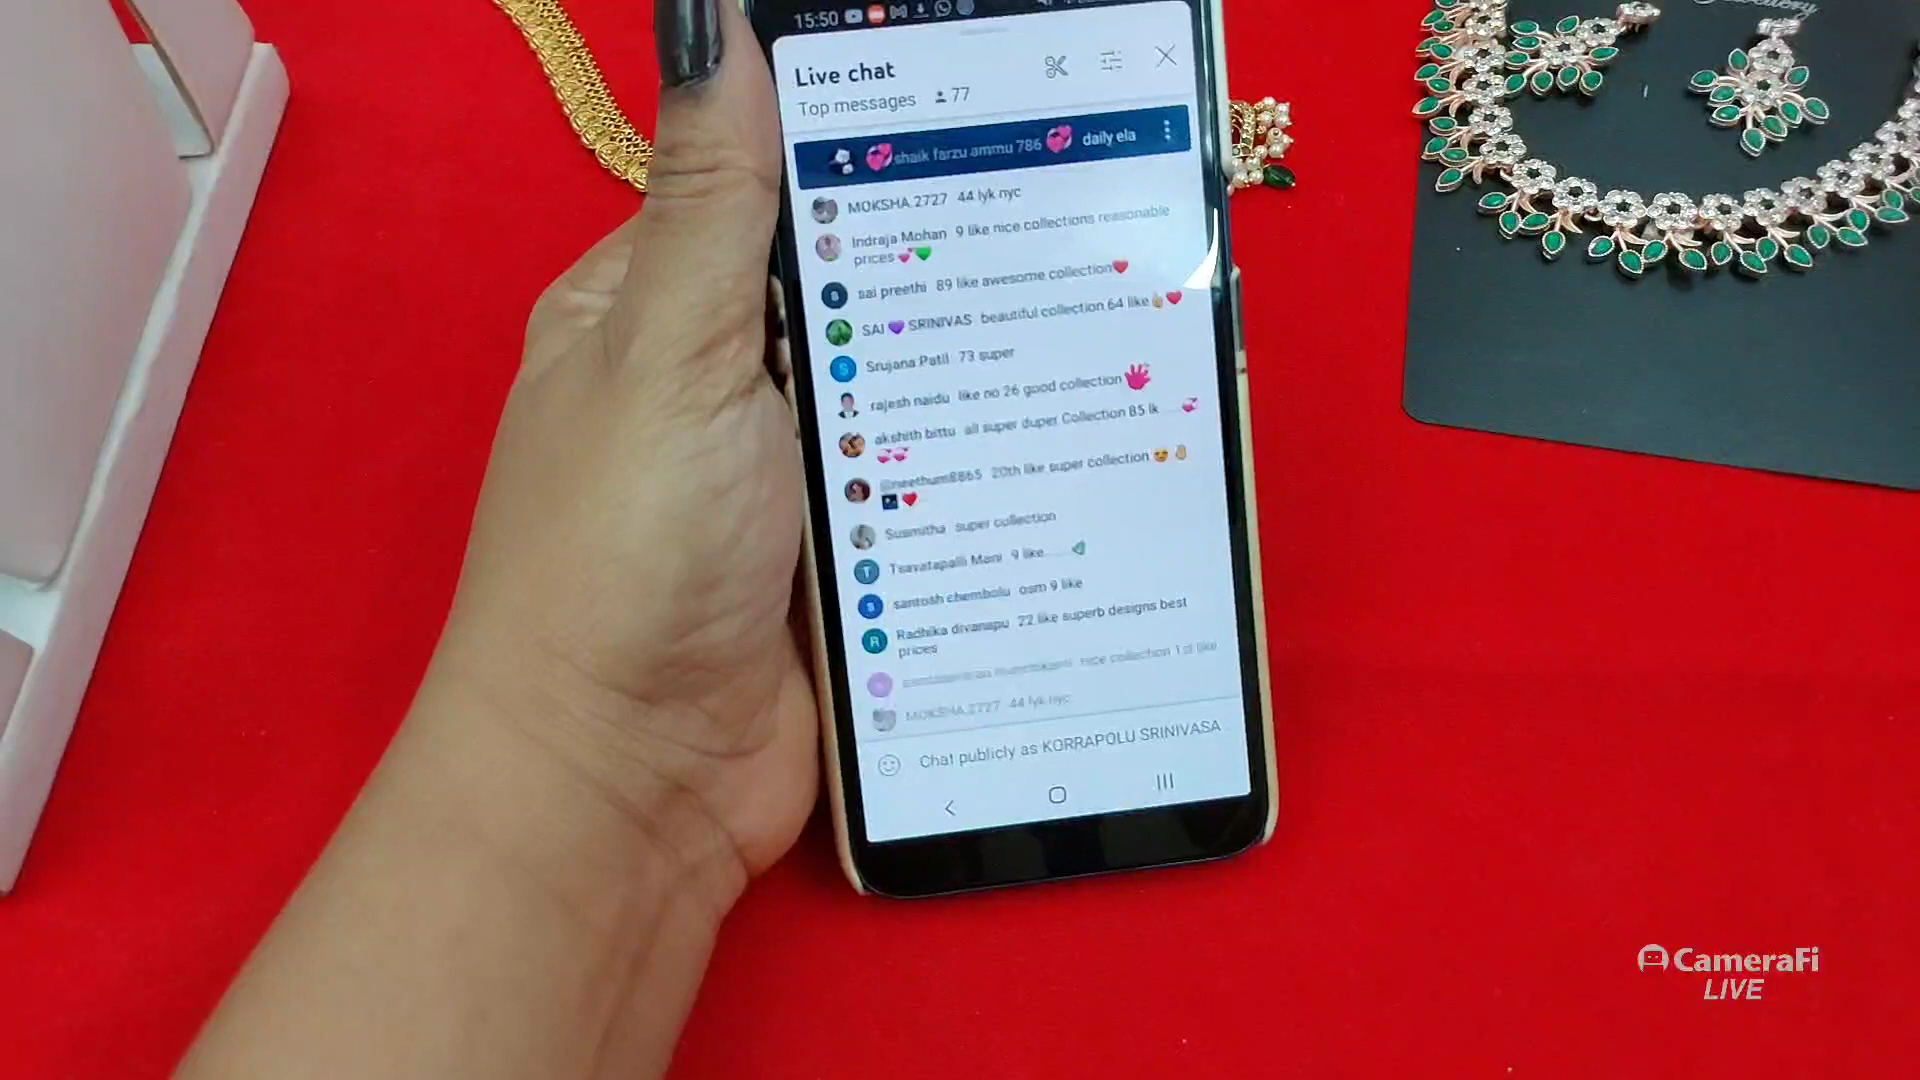 15:50
Live chat
Top messages 77
shaik farzu ammu 786 daily ela
MOKSHA.2727 44 lyk nyc
Indraja Mohan 9 like nice collections reasonable
prices 💕💚
sai preethi 89 like awesome collection❤️
SAI 💜 SRINIVAS beautiful collection 64 like👍❤️
Srujana Patil 73 super
rajesh naidu like no 26 good collection
akshith bittu all super duper Collection 85 lk..... 💞
💞💞
@neethum8865 20th like super collection
❤️
Susmitha super collection
Tsavatapalli Mani 9 like.......
santosh chembolu osm 9 like
Radhika divanapu 22 like superb designs best
prices
nice collection 1st like
MOKSHA.2727 44 lyk nyc
Chat publicly as KORRAPOLU SRINIVASA
CameraFi
LIVE